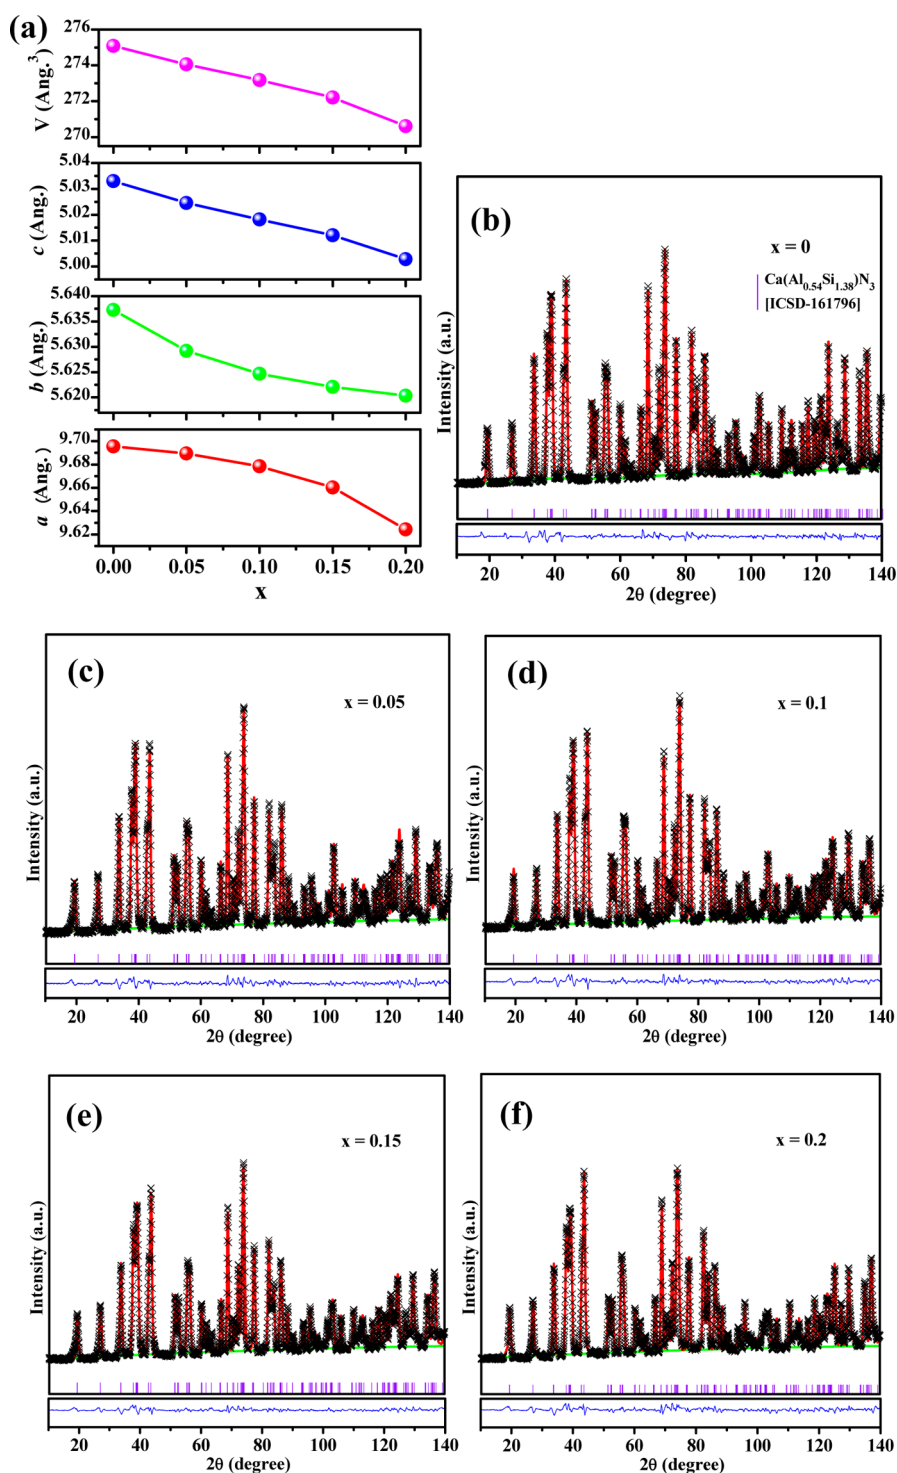 (a)
276
274
272
270
V (Ang.³)
5.04
5.03
5.02
5.01
5.00
c (Ang.)
5.640
5.635
5.630
5.625
5.620
b (Ang.)
9.70
9.68
9.66
9.64
9.62
a (Ang.)
0.00 0.05 0.10 0.15 0.20
x
(b)
x = 0
Ca(Al₀.₅₄Si₁.₃₈)N₃
[ICSD-161796]
Intensity (a.u.)
20 40 60 80 100 120 140
2θ (degree)
(c)
x = 0.05
Intensity (a.u.)
20 40 60 80 100 120 140
2θ (degree)
(d)
x = 0.1
Intensity (a.u.)
20 40 60 80 100 120 140
2θ (degree)
(e)
x = 0.15
Intensity (a.u.)
20 40 60 80 100 120 140
2θ (degree)
(f)
x = 0.2
Intensity (a.u.)
20 40 60 80 100 120 140
2θ (degree)